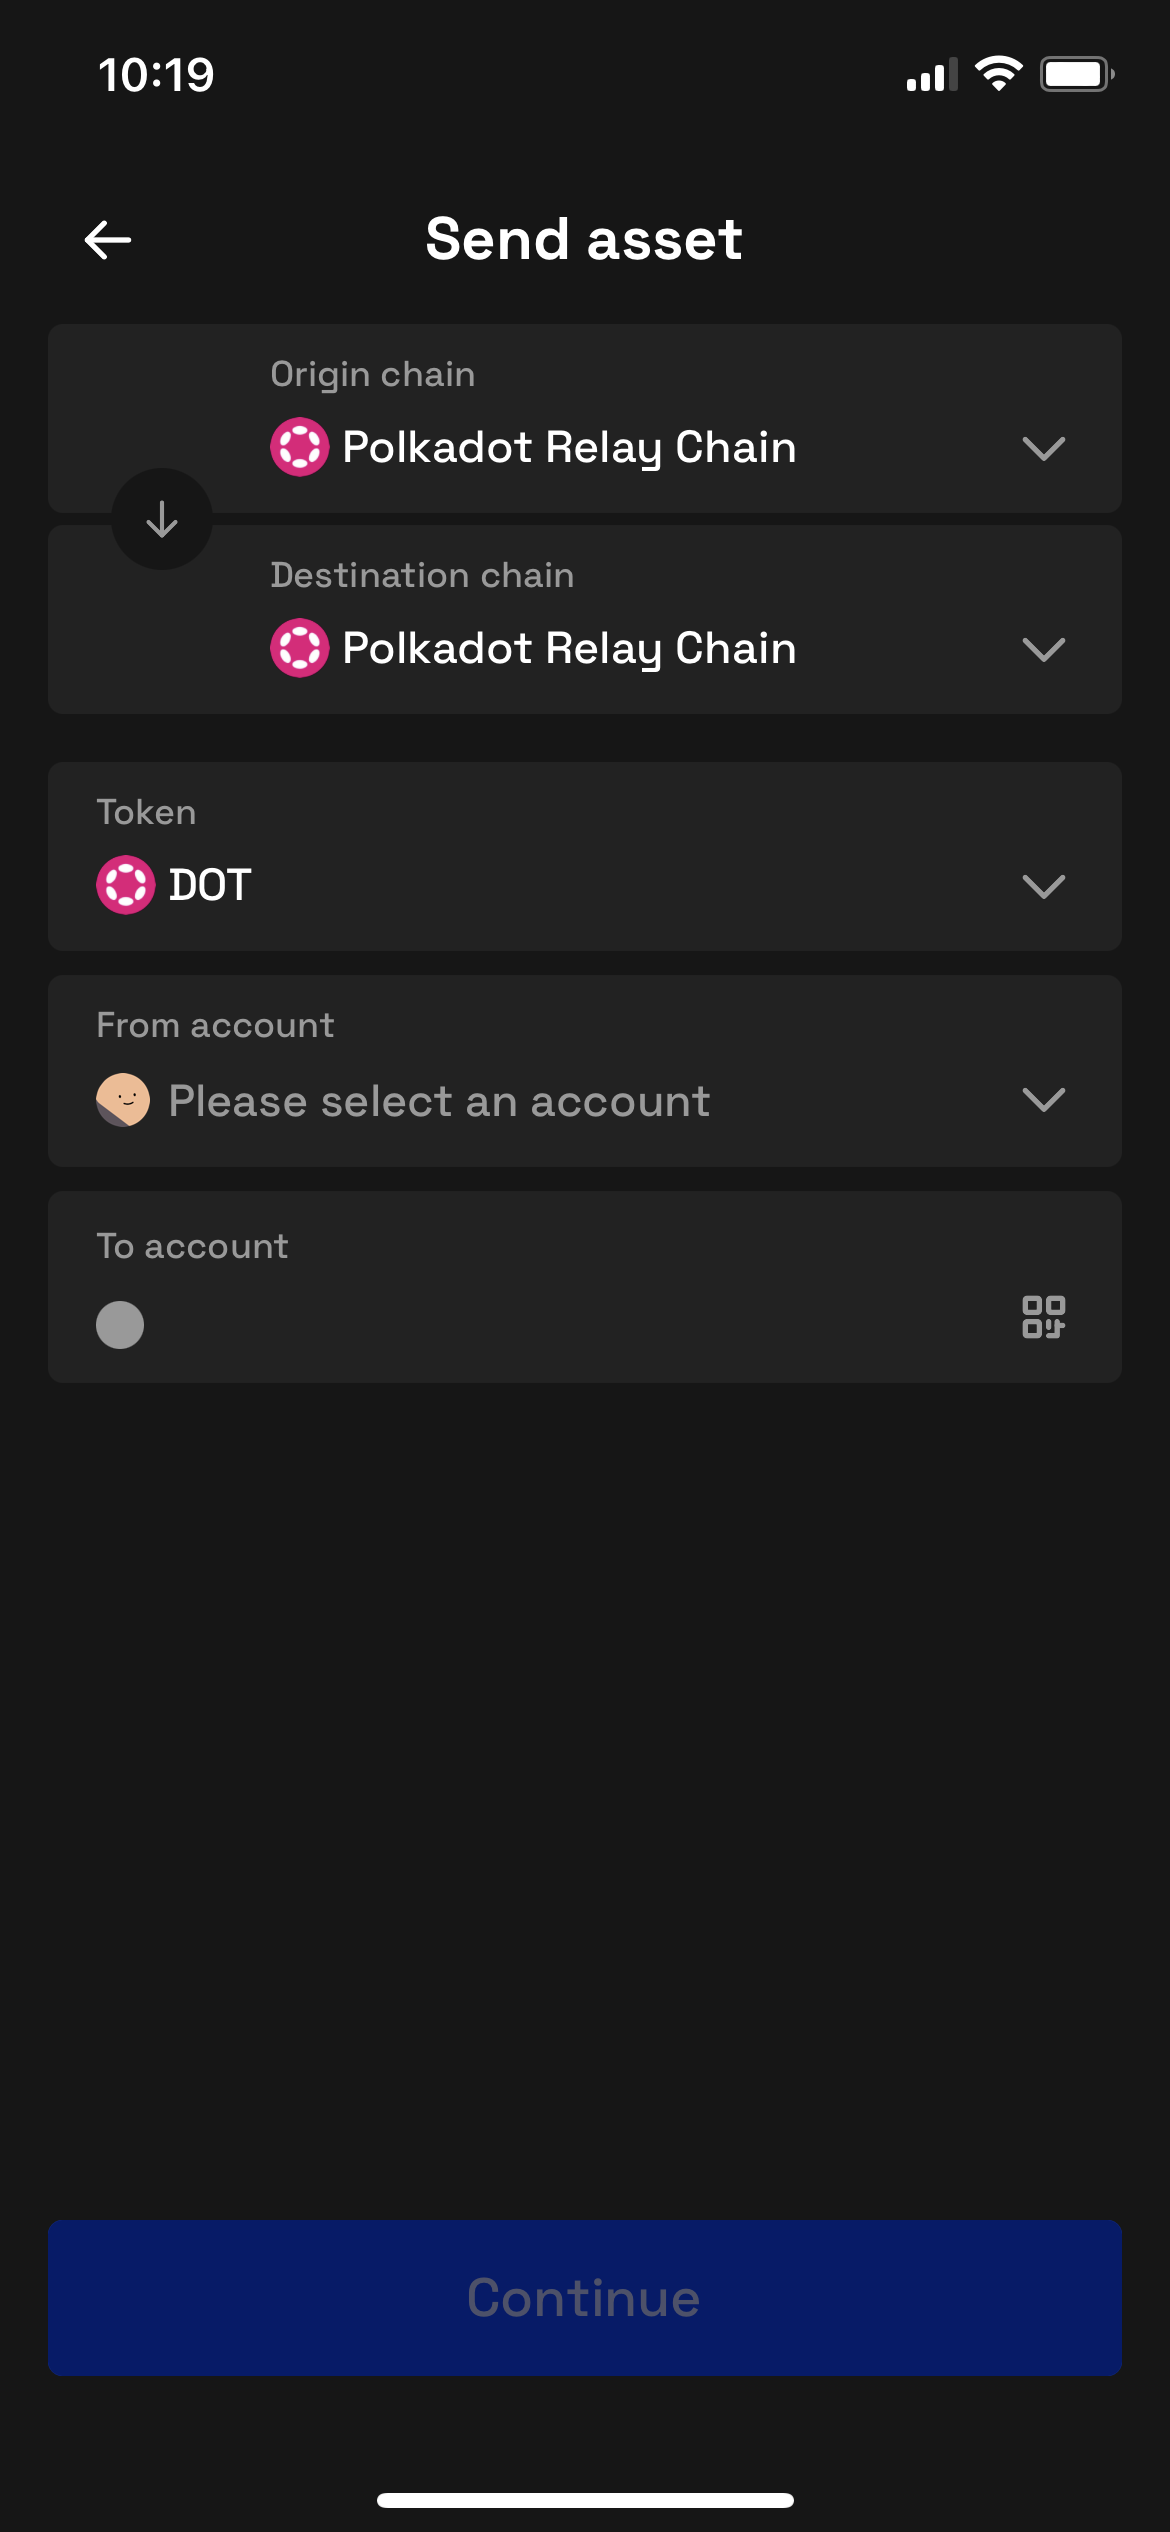 10:19
Send asset
Origin chain
Polkadot Relay Chain
Destination chain
Polkadot Relay Chain
Token
DOT
From account
Please select an account
To account
Continue